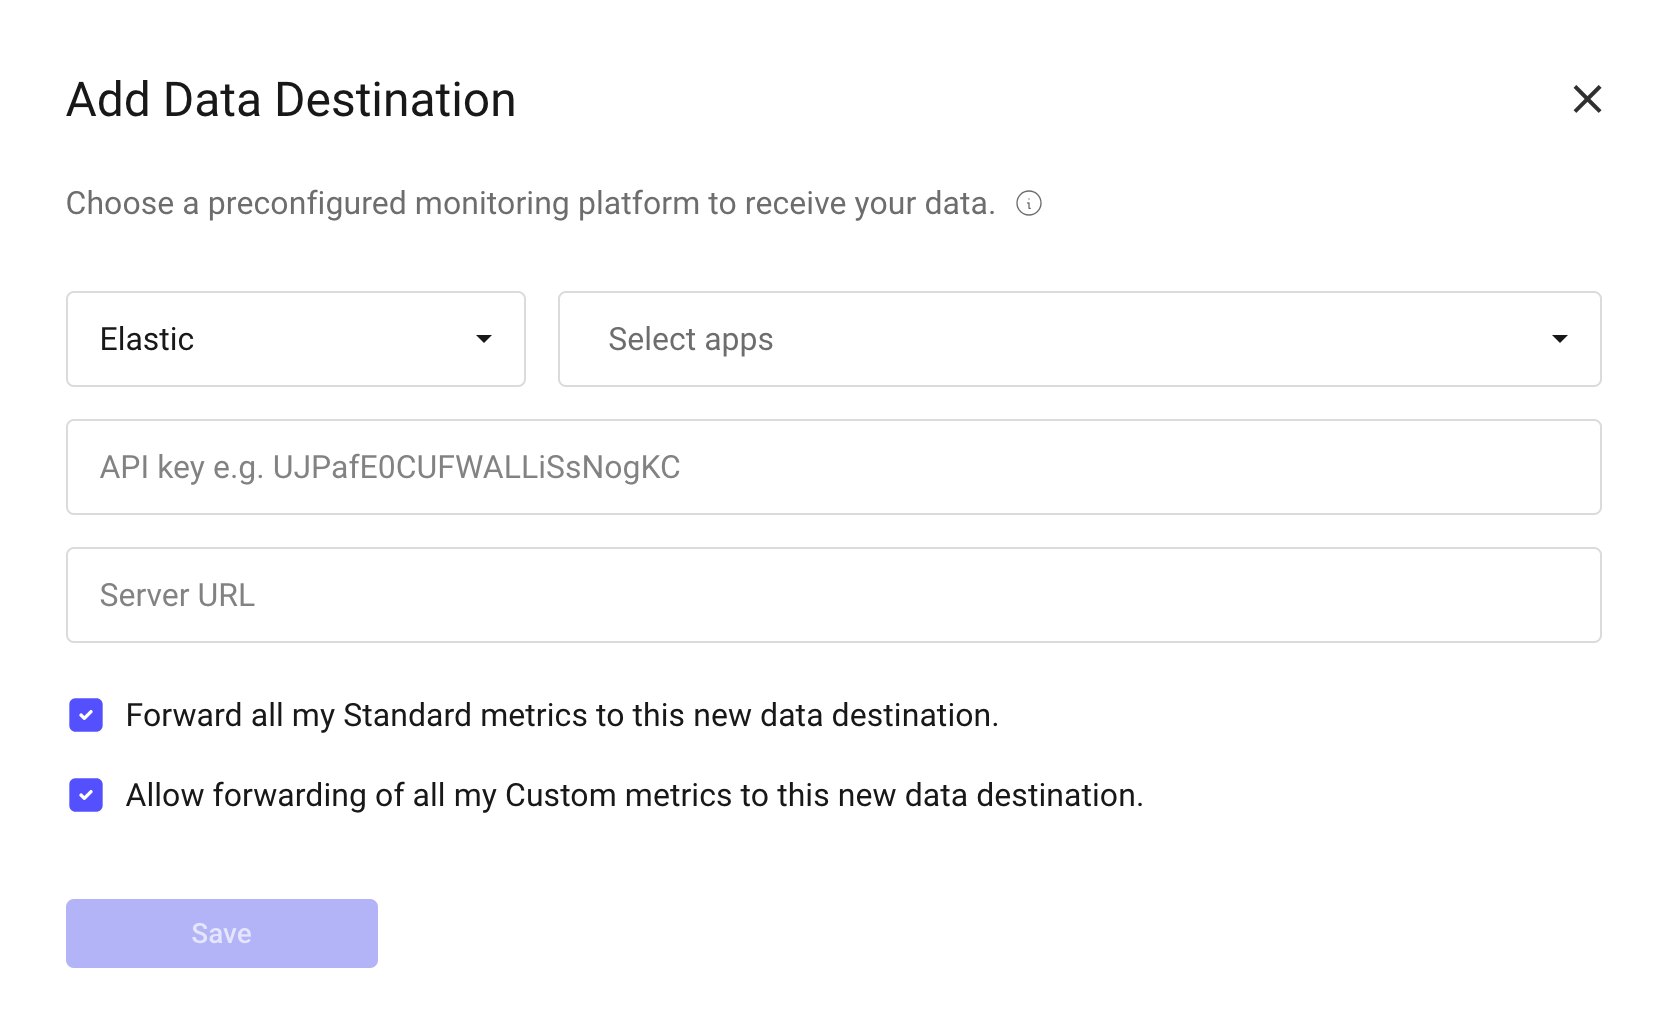 Add Data Destination
Choose a preconfigured monitoring platform to receive your data.
Elastic
Select apps
API key e.g. UJPafE0CUFWALLiSsNogKC
Server URL
Forward all my Standard metrics to this new data destination.
Allow forwarding of all my Custom metrics to this new data destination.
Save